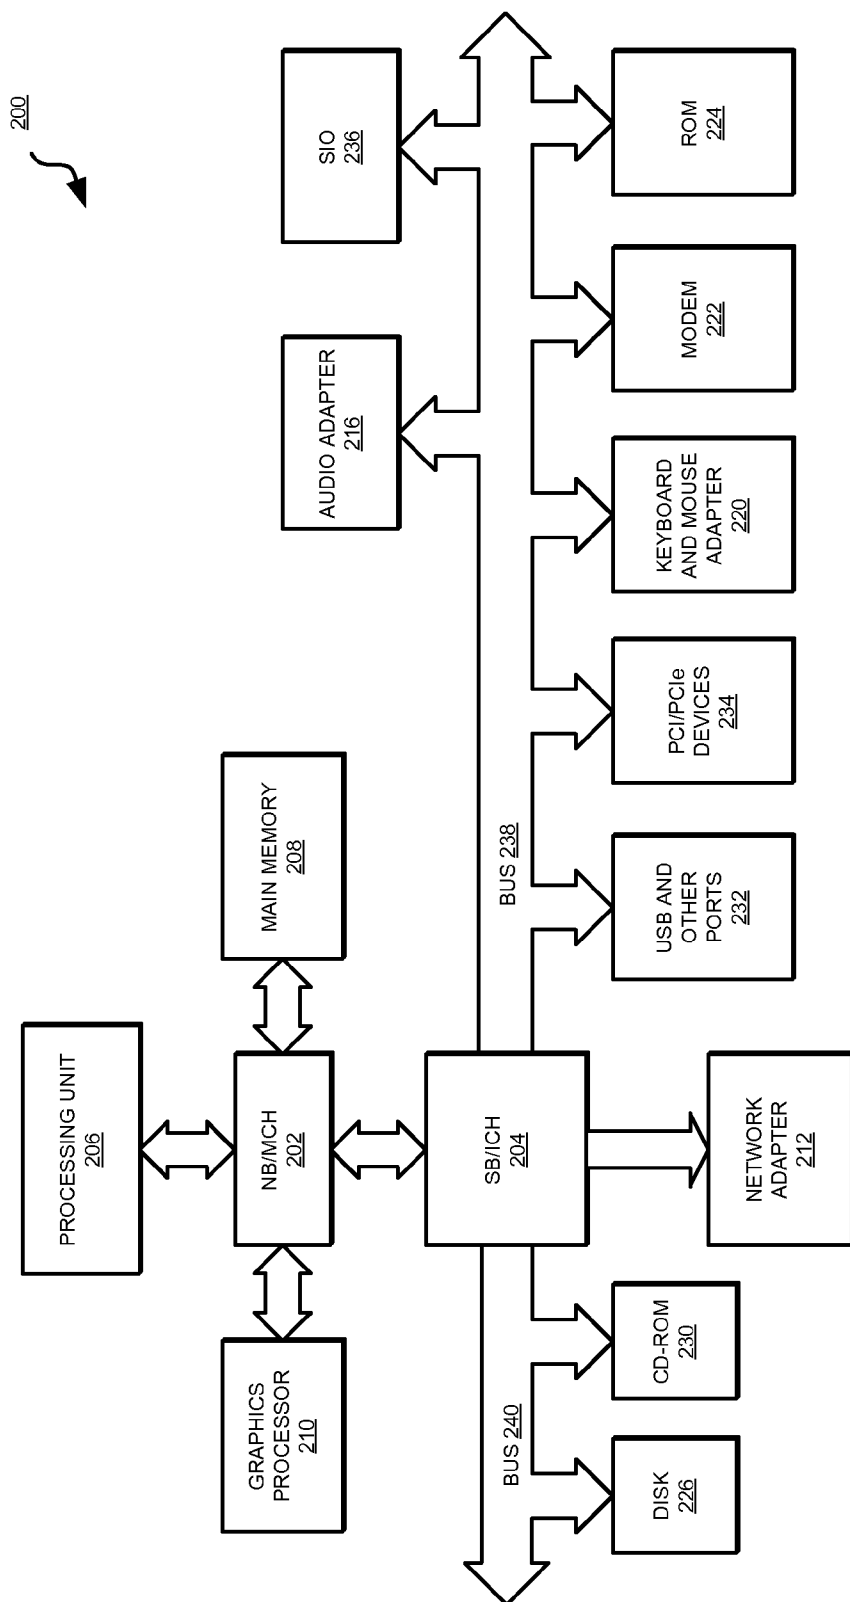 200
PROCESSING UNIT
206
GRAPHICS
PROCESSOR
210
NB/MCH
202
MAIN MEMORY
208
AUDIO ADAPTER
216
SIO
236
SB/ICH
204
BUS 240
BUS 238
DISK
226
CD-ROM
230
NETWORK
ADAPTER
212
USB AND
OTHER
PORTS
232
PCI/PCIe
DEVICES
234
KEYBOARD
AND MOUSE
ADAPTER
220
MODEM
222
ROM
224